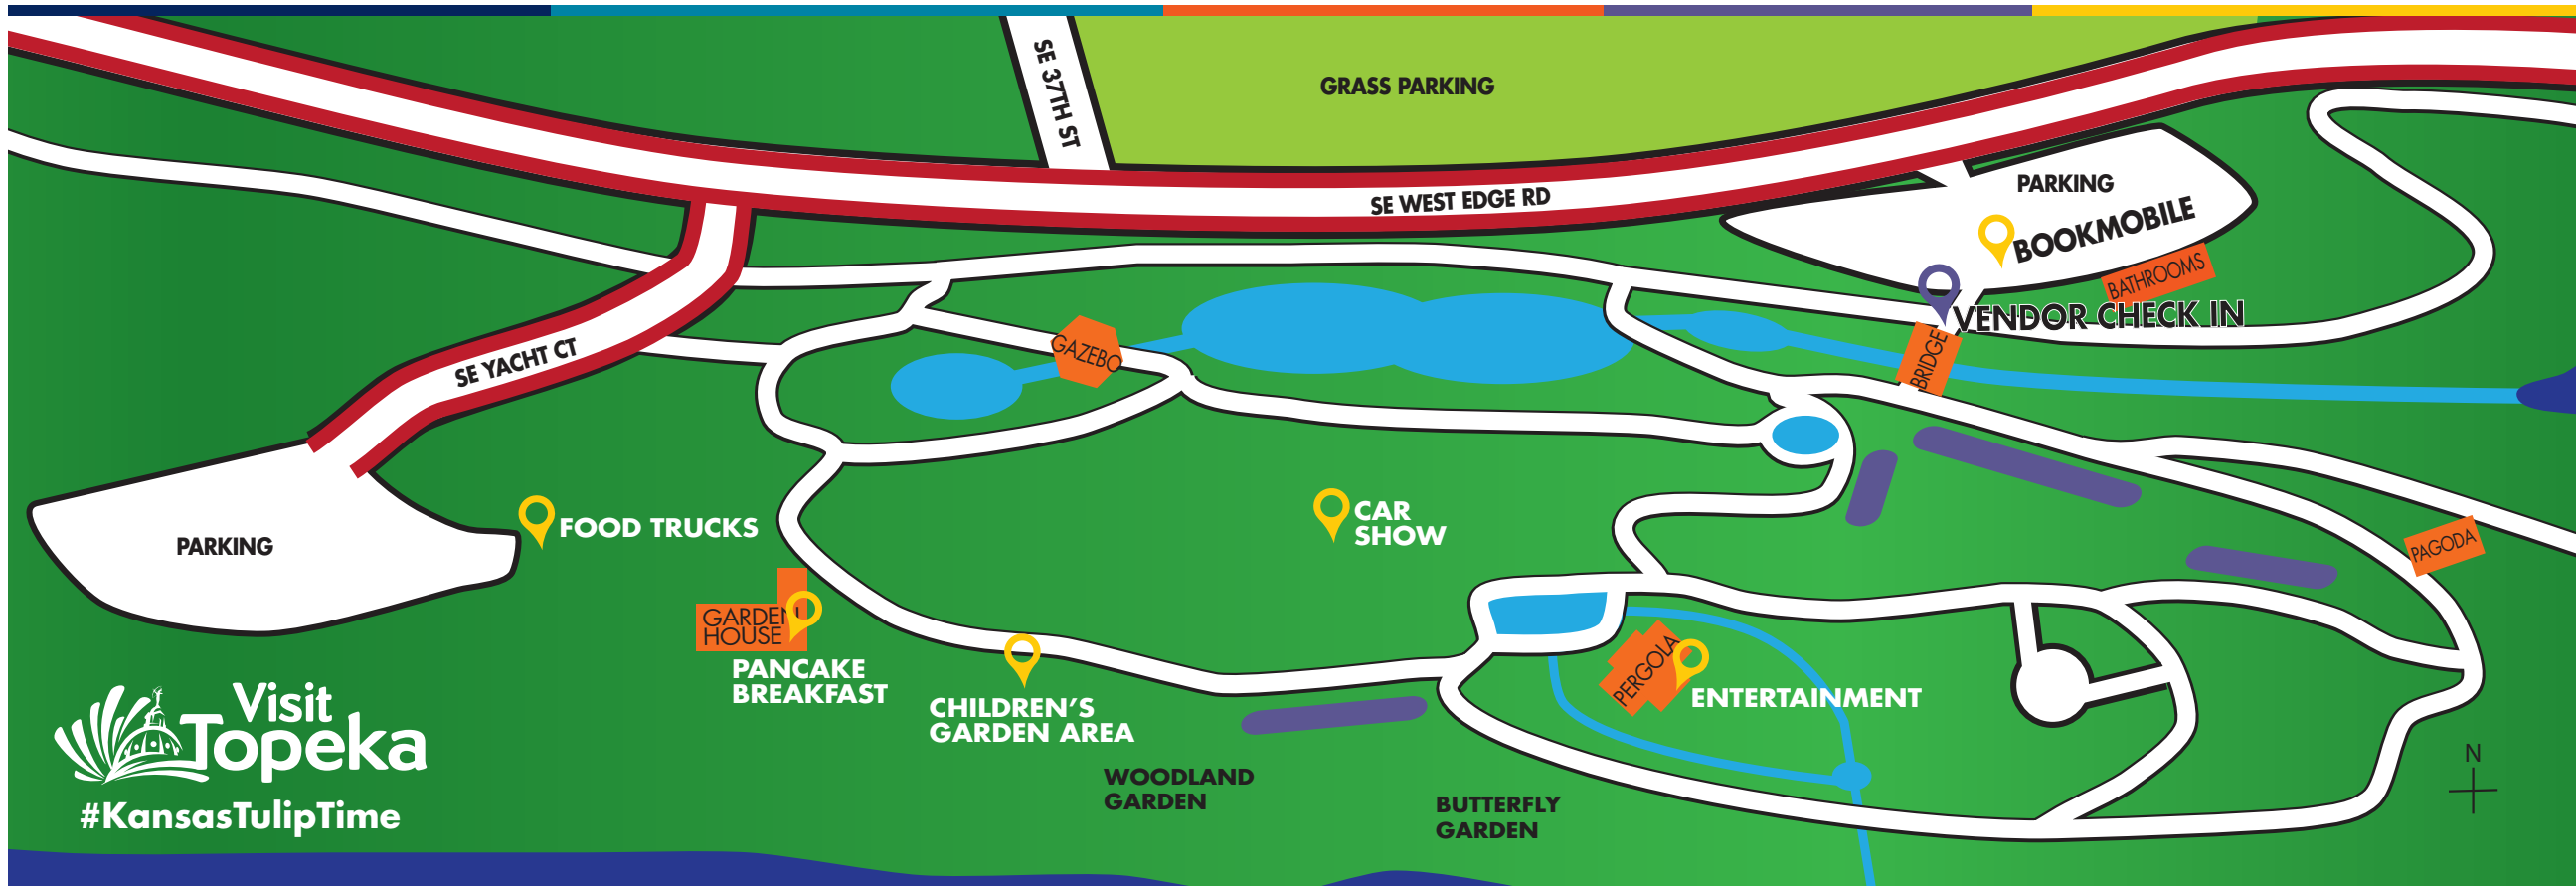 SE 37TH ST
GRASS PARKING
SE WEST EDGE RD
PARKING
BOOKMOBILE
BATHROOMS
VENDOR CHECK IN
BRIDGE
GAZEBO
SE YACHT CT
PARKING
FOOD TRUCKS
CAR
SHOW
PAGODA
GARDEN
HOUSE
PANCAKE
BREAKFAST
CHILDREN'S
GARDEN AREA
PERGOLA
ENTERTAINMENT
WOODLAND
GARDEN
BUTTERFLY
GARDEN
Visit
Topeka
#KansasTulipTime
N